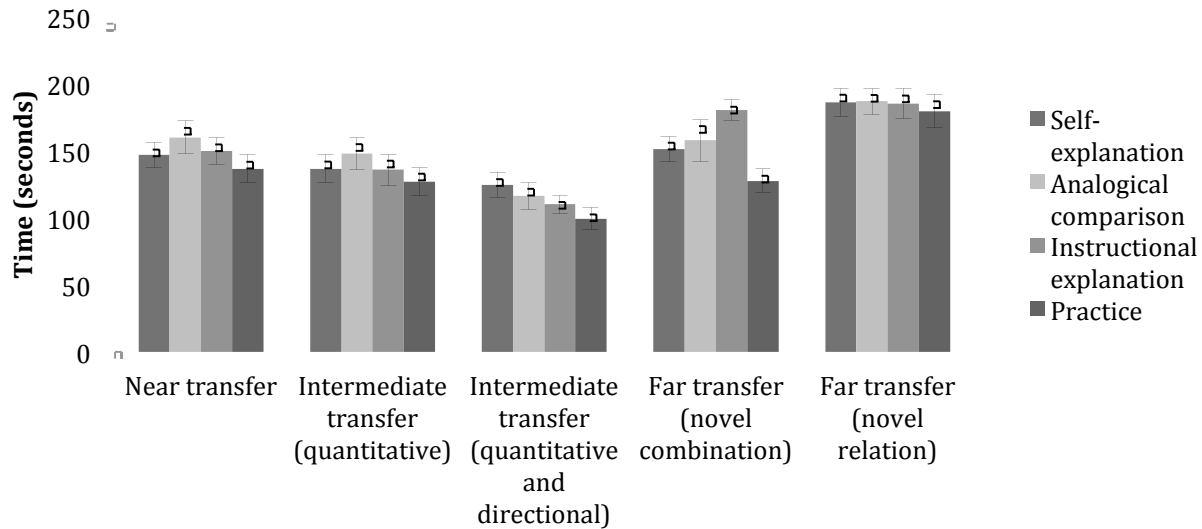 250
200
150
100
50
0
Time (seconds)
Near transfer
Intermediate
transfer
(quantitative)
Intermediate
transfer
(quantitative
and
directional)
Far transfer
(novel
combination)
Far transfer
(novel
relation)
Self-
explanation
Analogical
comparison
Instructional
explanation
Practice